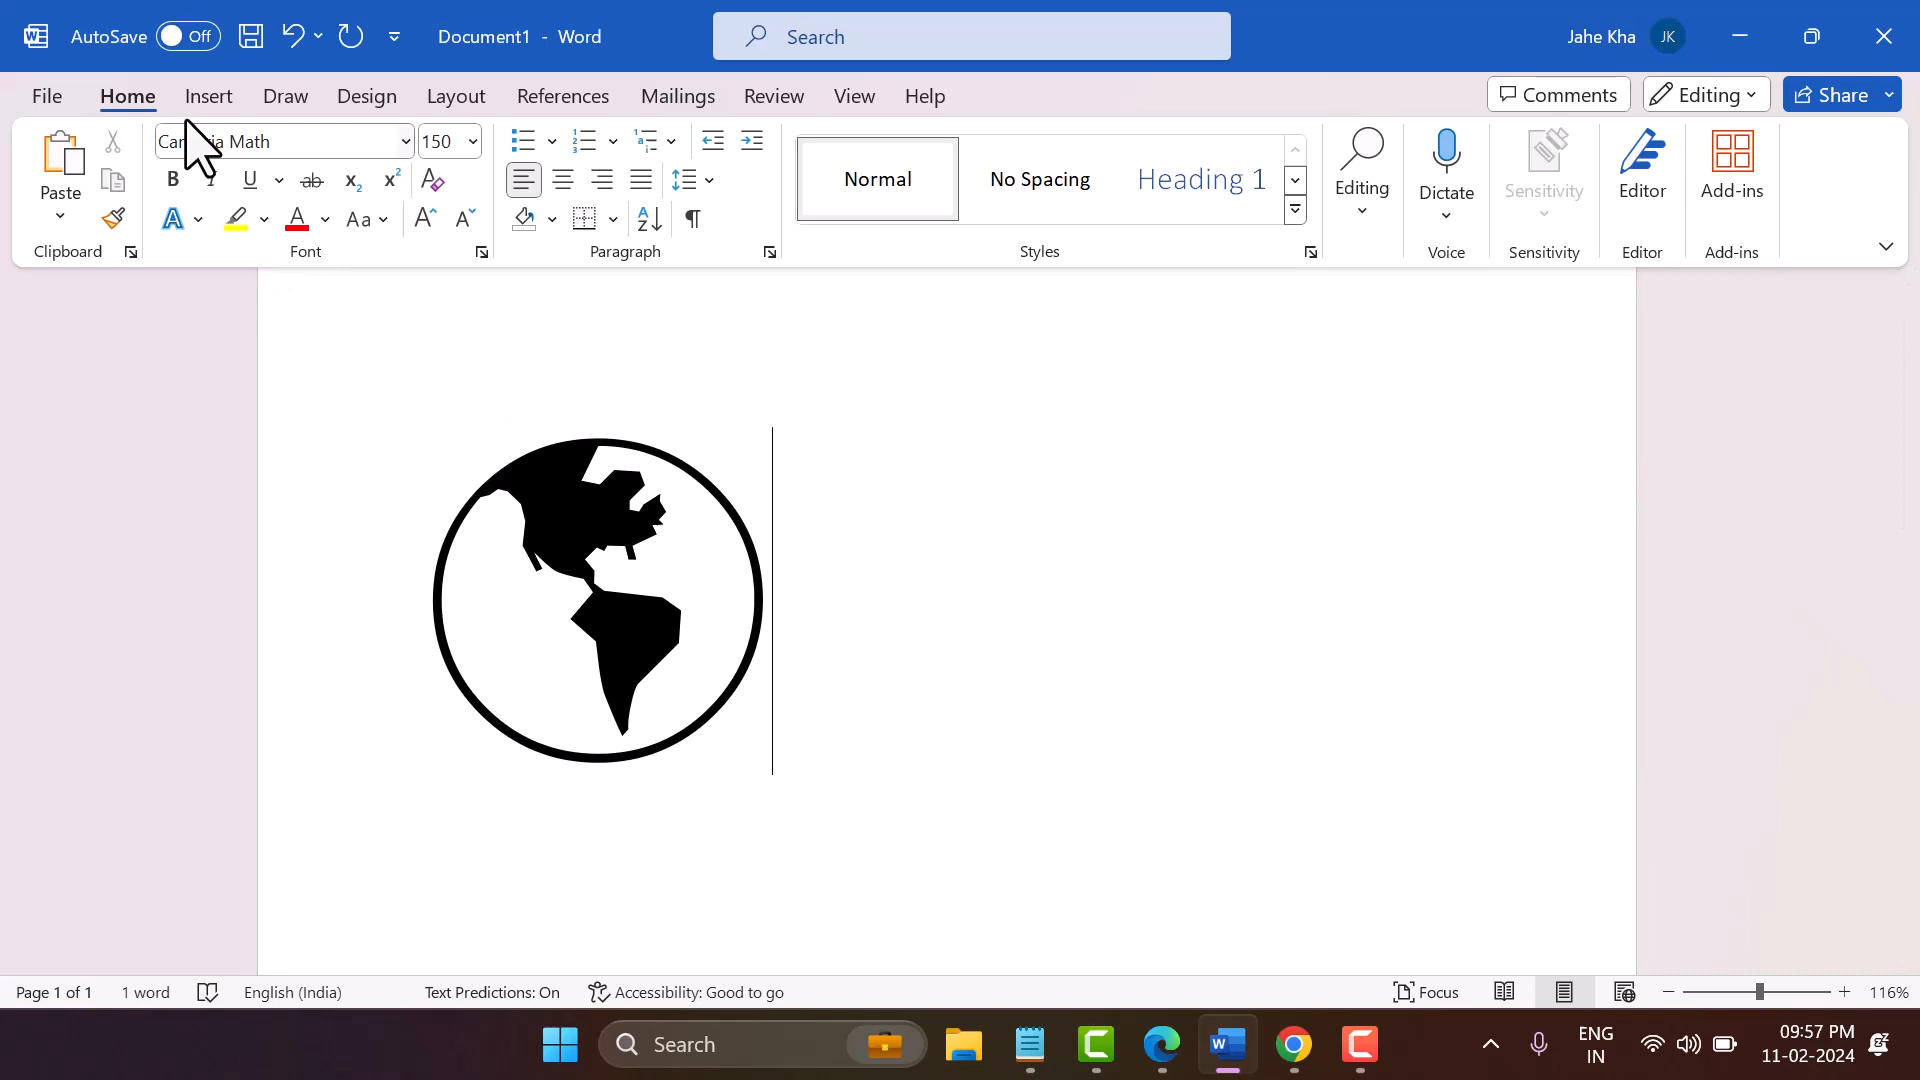 AutoSave Off Document1 - Word Search Jahe Kha JK
File Home Insert Draw Design Layout References Mailings Review View Help Comments Editing Share
150
Paste
Clipboard Font Paragraph
Normal No Spacing Heading 1
Styles
Editing
Dictate
Voice
Sensitivity
Sensitivity
Editor
Editor
Add-ins
Add-ins
Page 1 of 1 1 word English (India) Text Predictions: On Accessibility: Good to go Focus 116%
Search
ENG
IN
09:57 PM
11-02-2024